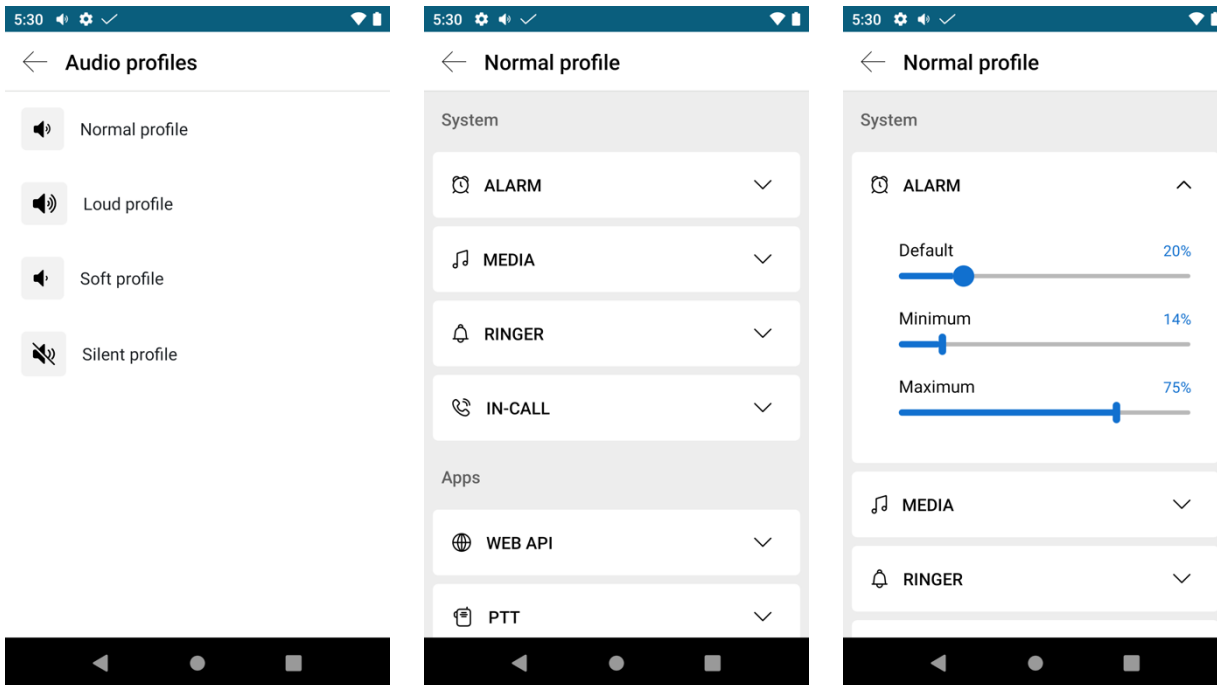 5:30
Audio profiles
Normal profile
Loud profile
Soft profile
Silent profile
5:30
Normal profile
System
ALARM
MEDIA
RINGER
IN-CALL
Apps
WEB API
PTT
5:30
Normal profile
System
ALARM
Default 20%
Minimum 14%
Maximum 75%
MEDIA
RINGER